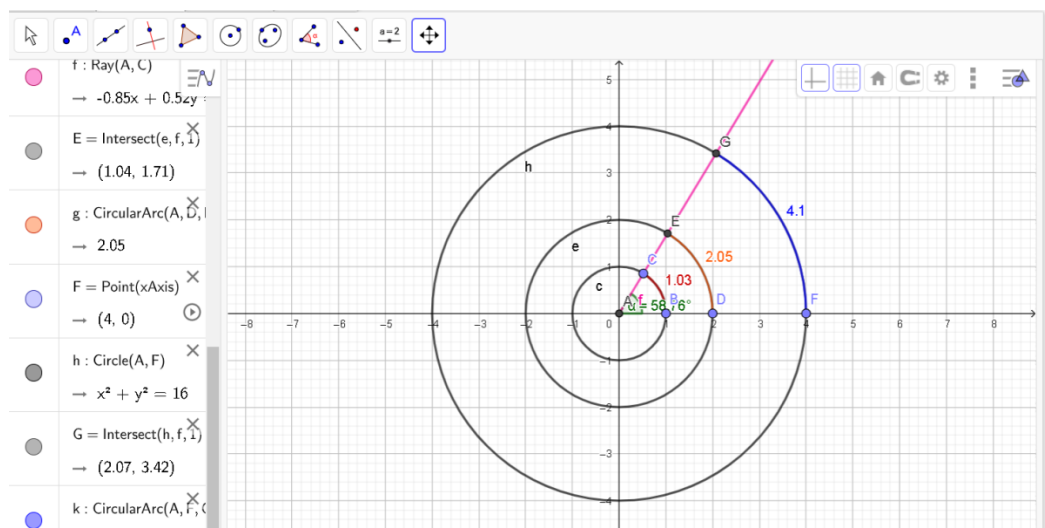 A
α
a=2
f : Ray(A, C)
→ -0.85x + 0.52y
E = Intersect(e, f, 1)
→ (1.04, 1.71)
g : CircularArc(A, D,
→ 2.05
F = Point(xAxis)
→ (4, 0)
h : Circle(A, F)
→ x² + y² = 16
G = Intersect(h, f, 1)
→ (2.07, 3.42)
k : CircularArc(A, F,
5
4
G
h
3
4.1
2
E
e
2.05
1
C
c
1.03
A
f
B
D
F
α = 58.76°
-8 -7 -6 -5 -4 -3 -2 -1 0 1 2 3 4 5 6 7 8
-1
-2
-3
-4